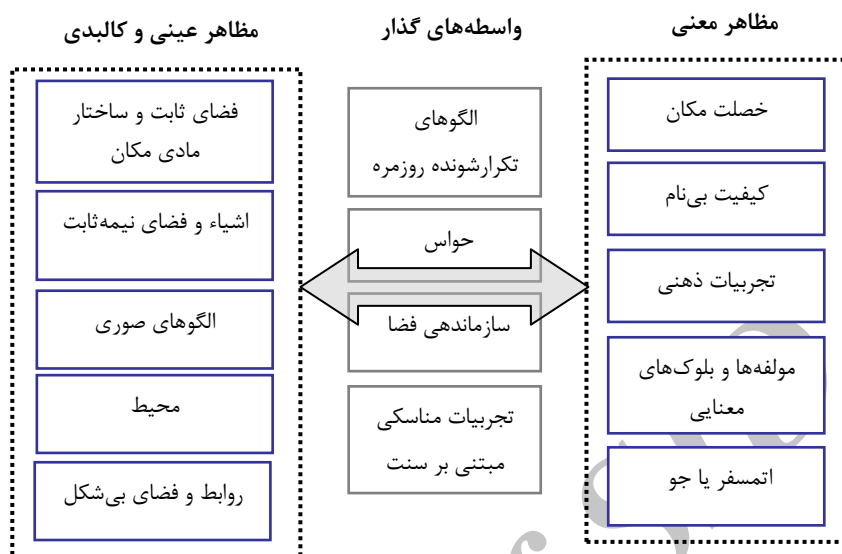 مظاهر معنی
خصلت مکان
کیفیت بی‌نام
تجربیات ذهنی
مولفه‌ها و بلوک‌های
معنایی
اتمسفر یا جو
واسطه‌های گذار
الگوهای
تکرارشونده روزمره
حواس
سازماندهی فضا
تجربیات مناسکی
مبتنی بر سنت
مظاهر عینی و کالبدی
فضای ثابت و ساختار
مادی مکان
اشیاء و فضای نیمه‌ثابت
الگوهای صوری
محیط
روابط و فضای بی‌شکل